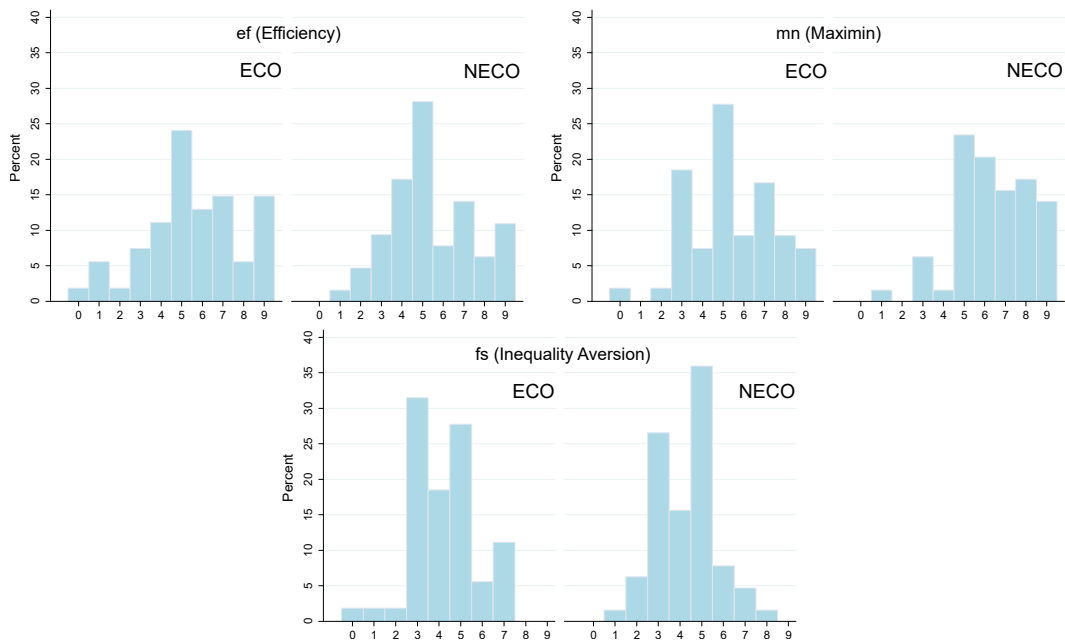 ef (Efficiency)
ECO
NECO
Percent
0 5 10 15 20 25 30 35 40
0 1 2 3 4 5 6 7 8 9
0 1 2 3 4 5 6 7 8 9
mn (Maximin)
ECO
NECO
Percent
0 5 10 15 20 25 30 35 40
0 1 2 3 4 5 6 7 8 9
0 1 2 3 4 5 6 7 8 9
fs (Inequality Aversion)
ECO
NECO
Percent
0 5 10 15 20 25 30 35 40
0 1 2 3 4 5 6 7 8 9
0 1 2 3 4 5 6 7 8 9